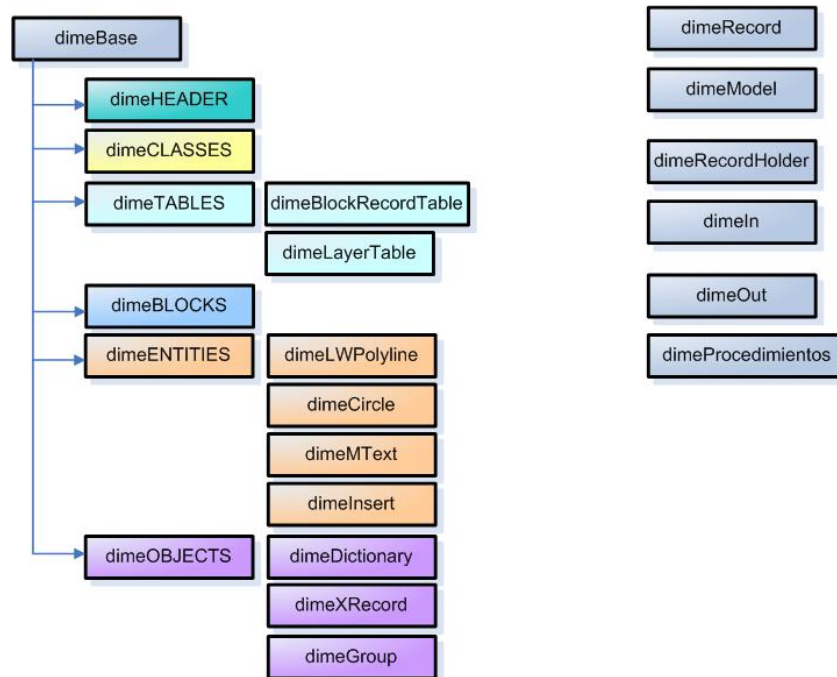 dimeBase
dimeHEADER
dimeCLASSES
dimeTABLES
dimeBlockRecordTable
dimeLayerTable
dimeBLOCKS
dimeENTITIES
dimeLWPolyline
dimeCircle
dimeMText
dimeInsert
dimeOBJECTS
dimeDictionary
dimeXRecord
dimeGroup
dimeRecord
dimeModel
dimeRecordHolder
dimeIn
dimeOut
dimeProcedimientos